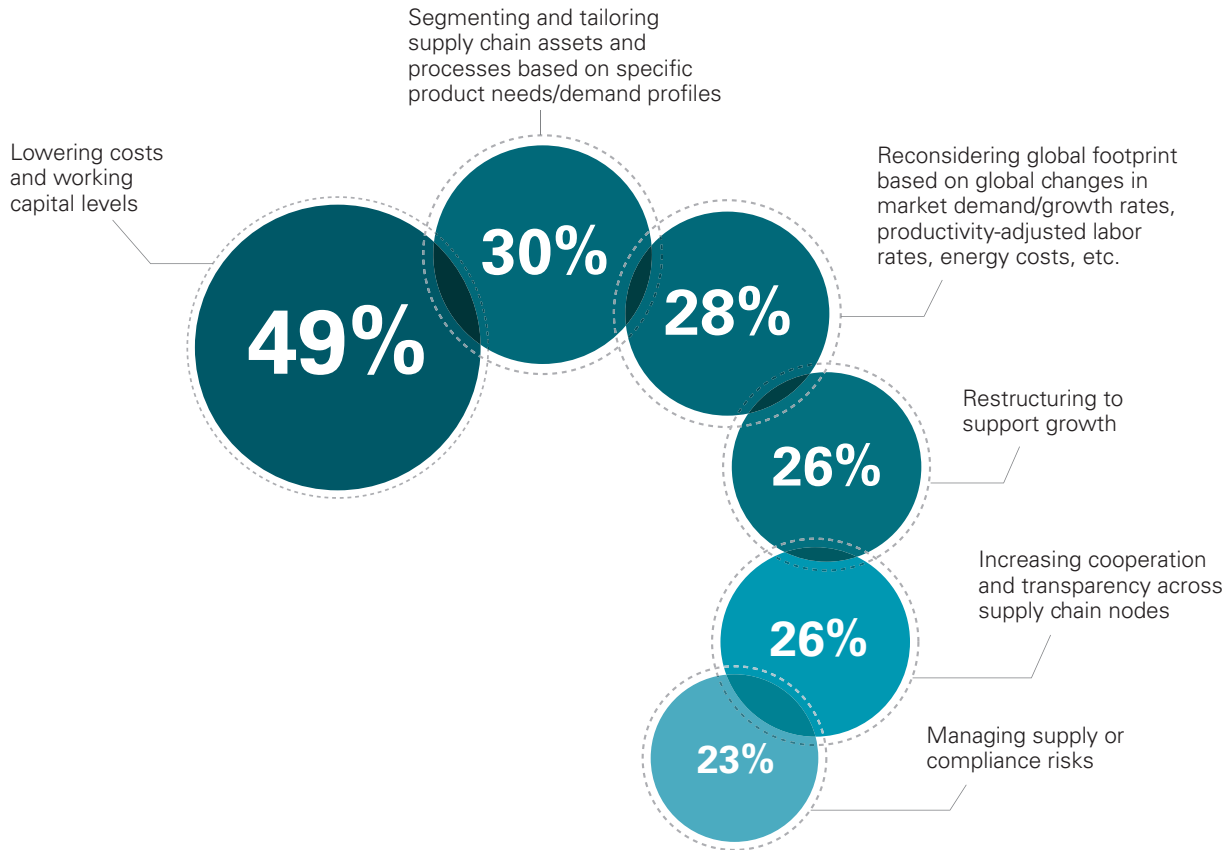 Segmenting and tailoring
supply chain assets and
processes based on specific
product needs/demand profiles
Lowering costs
and working
capital levels
Reconsidering global footprint
based on global changes in
market demand/growth rates,
productivity-adjusted labor
rates, energy costs, etc.
30%
49%
28%
Restructuring to
support growth
26%
Increasing cooperation
and transparency across
supply chain nodes
26%
Managing supply or
compliance risks
23%